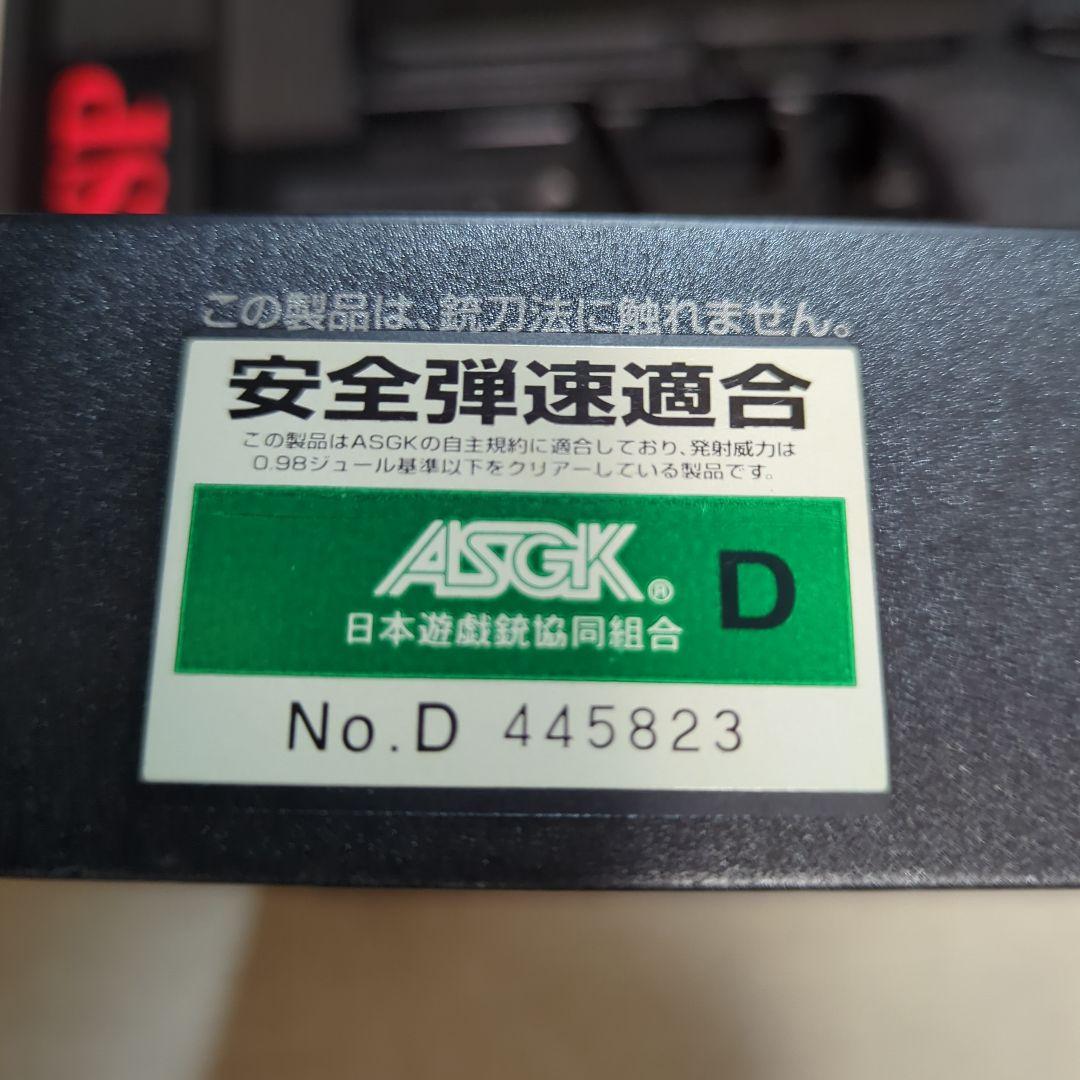 SP
この製品は、銃刀法に触れません。
安全弾速適合
この製品はASGKの自主規約に適合しており、発射威力は
0.98ジュール基準以下をクリアーしている製品です。
ASGK® D
日本遊戯銃協同組合
No.D 445823